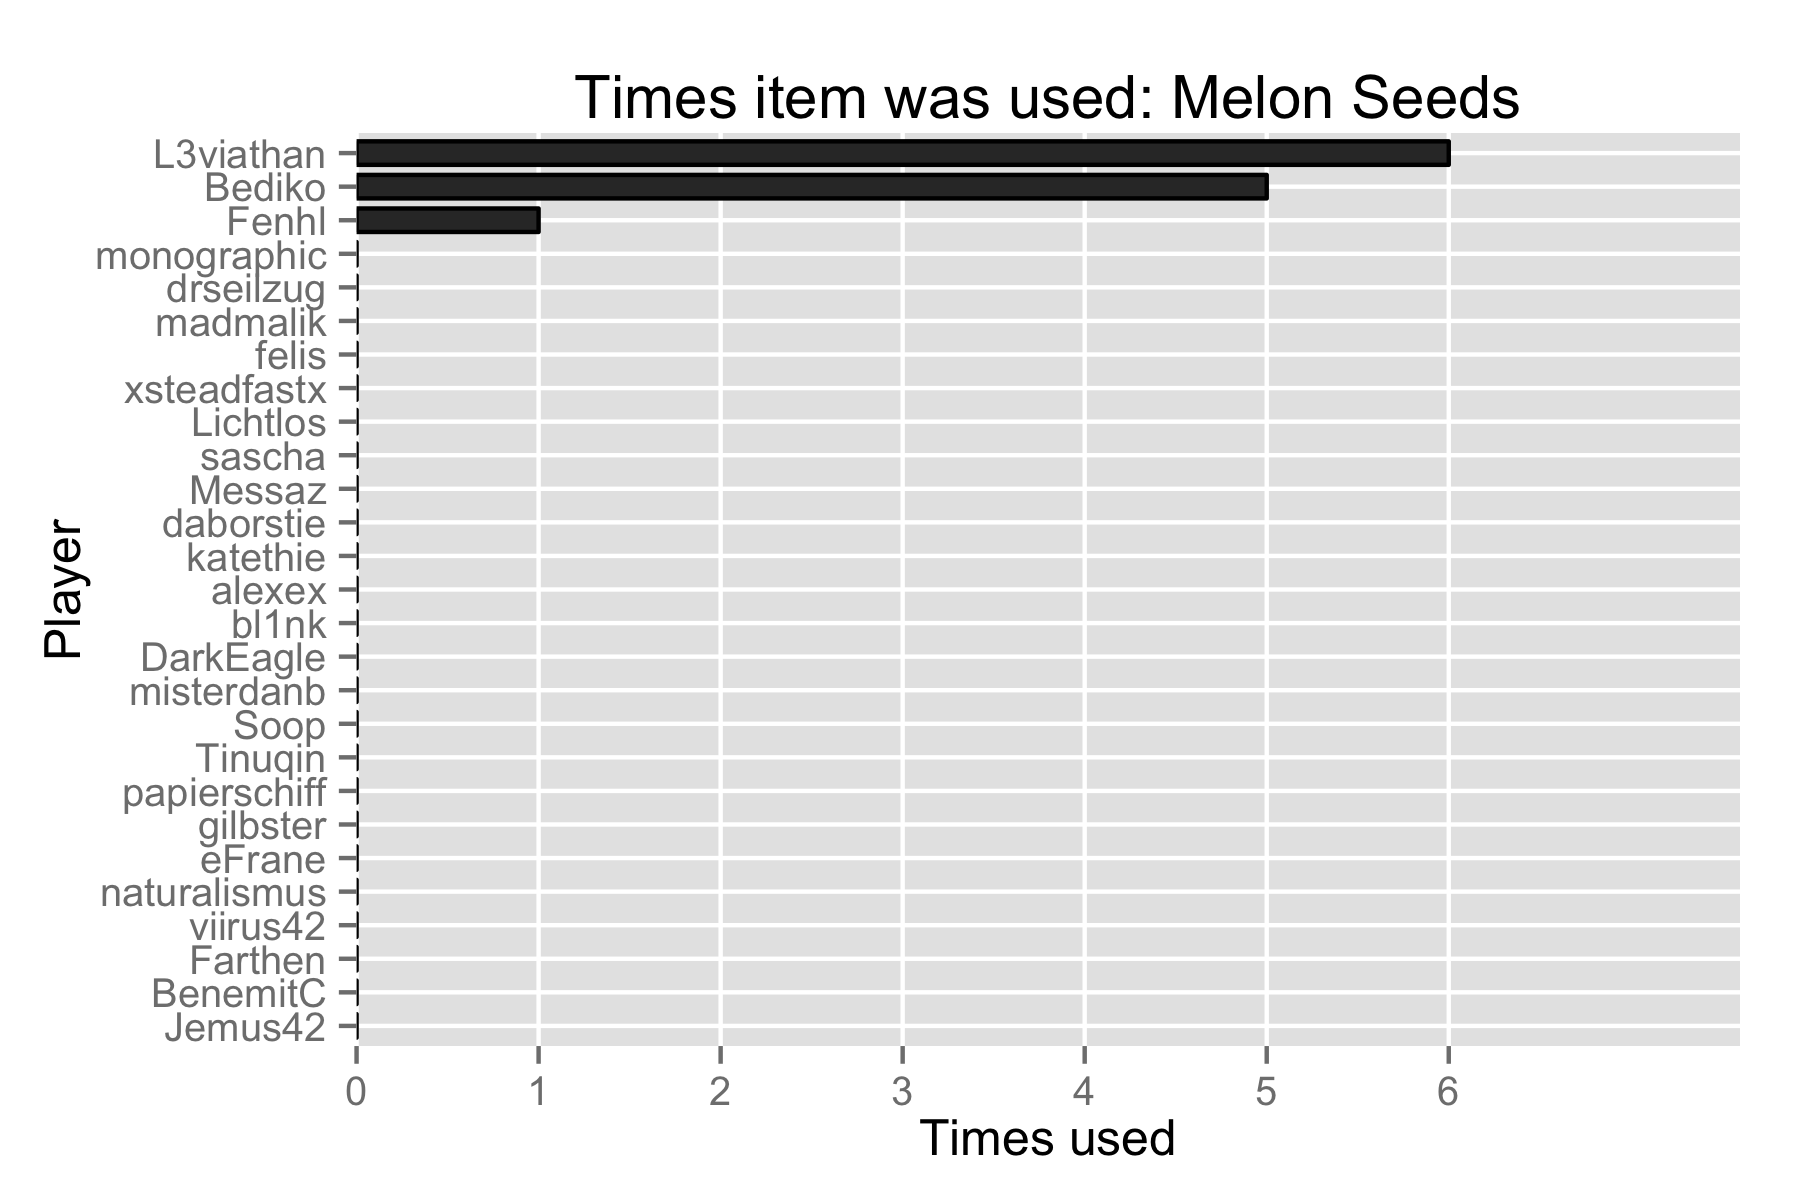 Times item was used: Melon Seeds
L3viathan
Bediko
Fenhl
monographic
drseilzug
madmalik
felis
xsteadfastx
Lichtlos
sascha
Messaz
daborstie
katethie
alexex
bl1nk
DarkEagle
misterdanb
Soop
Tinuqin
papierschiff
gilbster
eFrane
naturalismus
viirus42
Farthen
BenemitC
Jemus42
Player
0 1 2 3 4 5 6
Times used